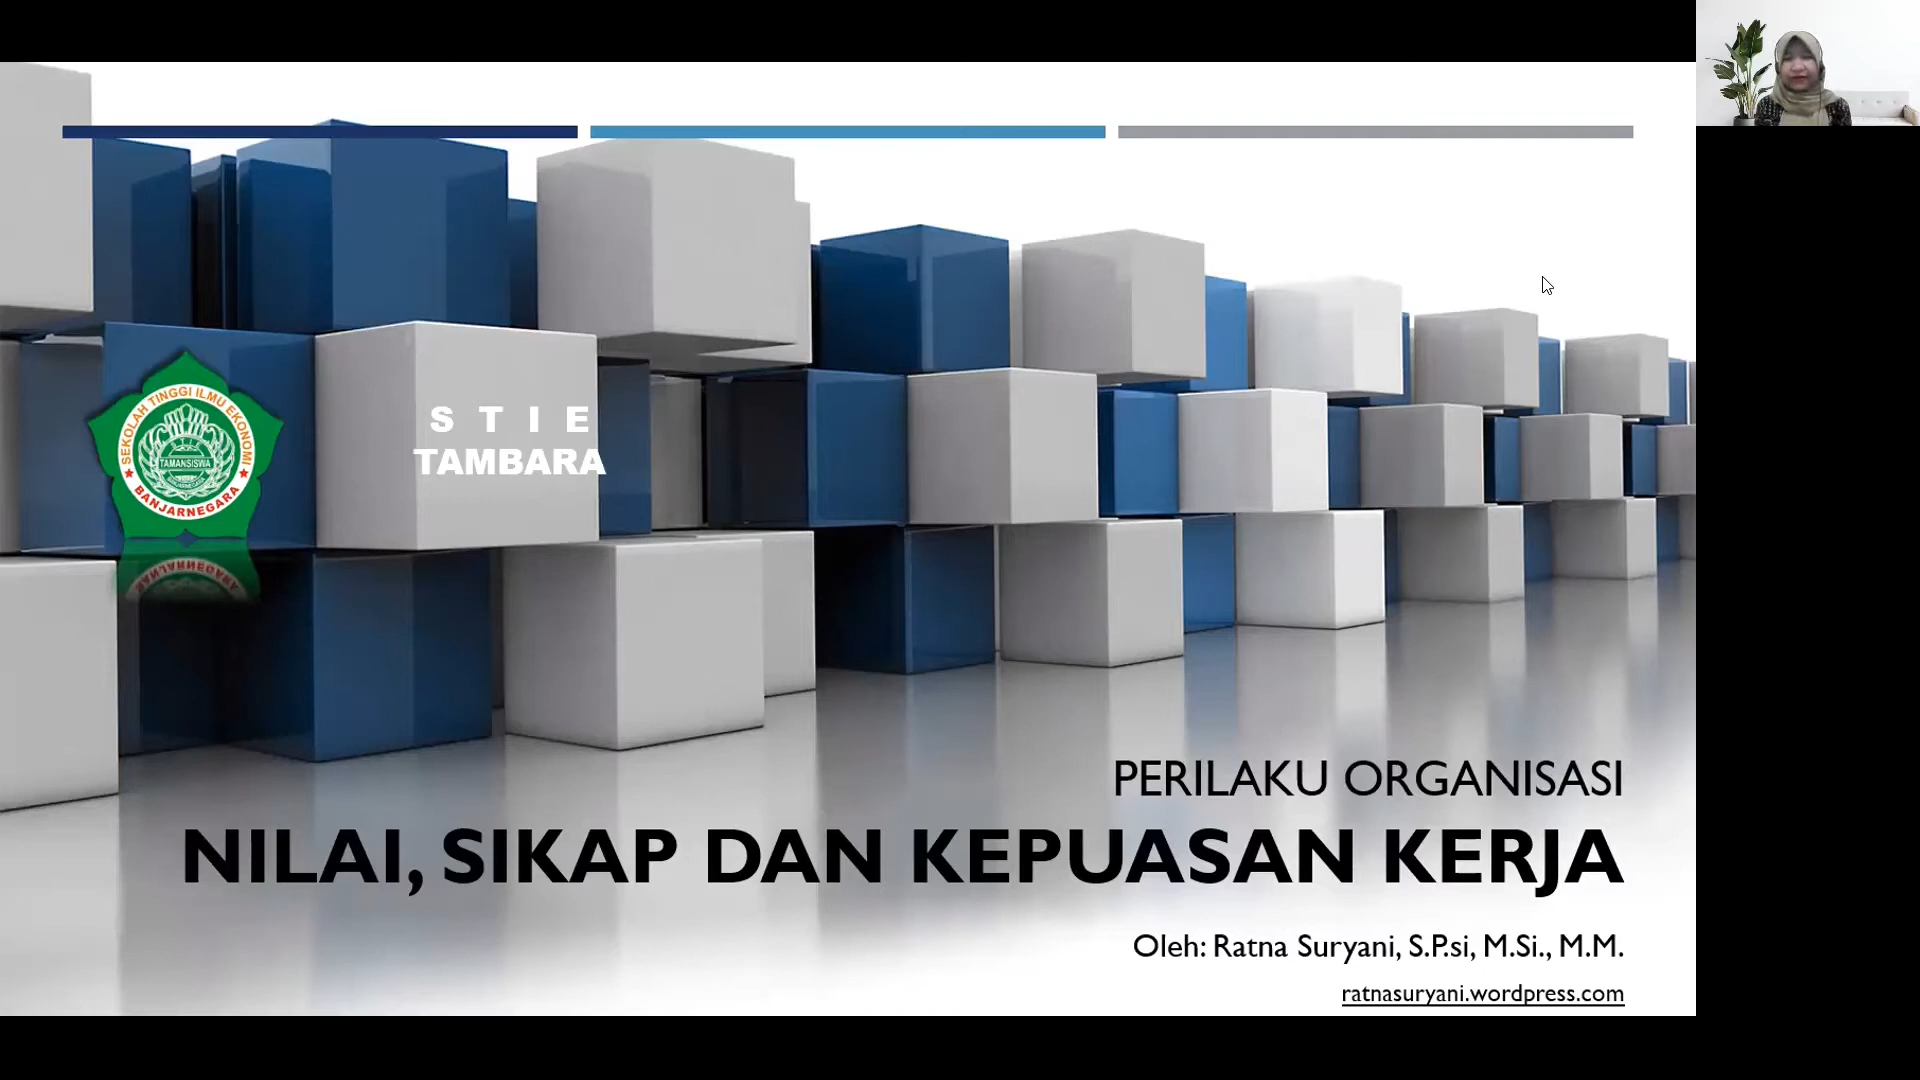 SEKOLAH TINGGI ILMU EKONOMI
TAMANSISWA
BANJARNEGARA
S T I E
TAMBARA
PERILAKU ORGANISASI
NILAI, SIKAP DAN KEPUASAN KERJA
Oleh: Ratna Suryani, S.P.si, M.Si., M.M.
ratnasuryani.wordpress.com